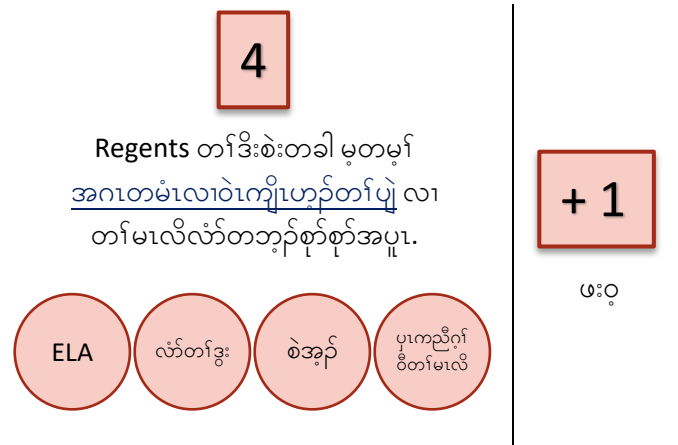 4
Regents တၢ်ဒိးစဲးတခါ မ့တမ့ၢ်
အဂၤတမံၤလၢဝဲၤကျိၤဟ့ၣ်တၢ်ပျဲ လၢ
တၢ်မၤလိလံာ်တဘ့ၣ်စုာ်စုာ်အပူၤ.
ELA
လံာ်တၢ်ဒွး
စဲအ့ၣ်
ပှၤကညီဂ့ၢ်
ဝီတၢ်မၤလိ
+ 1
ဖးဝ့